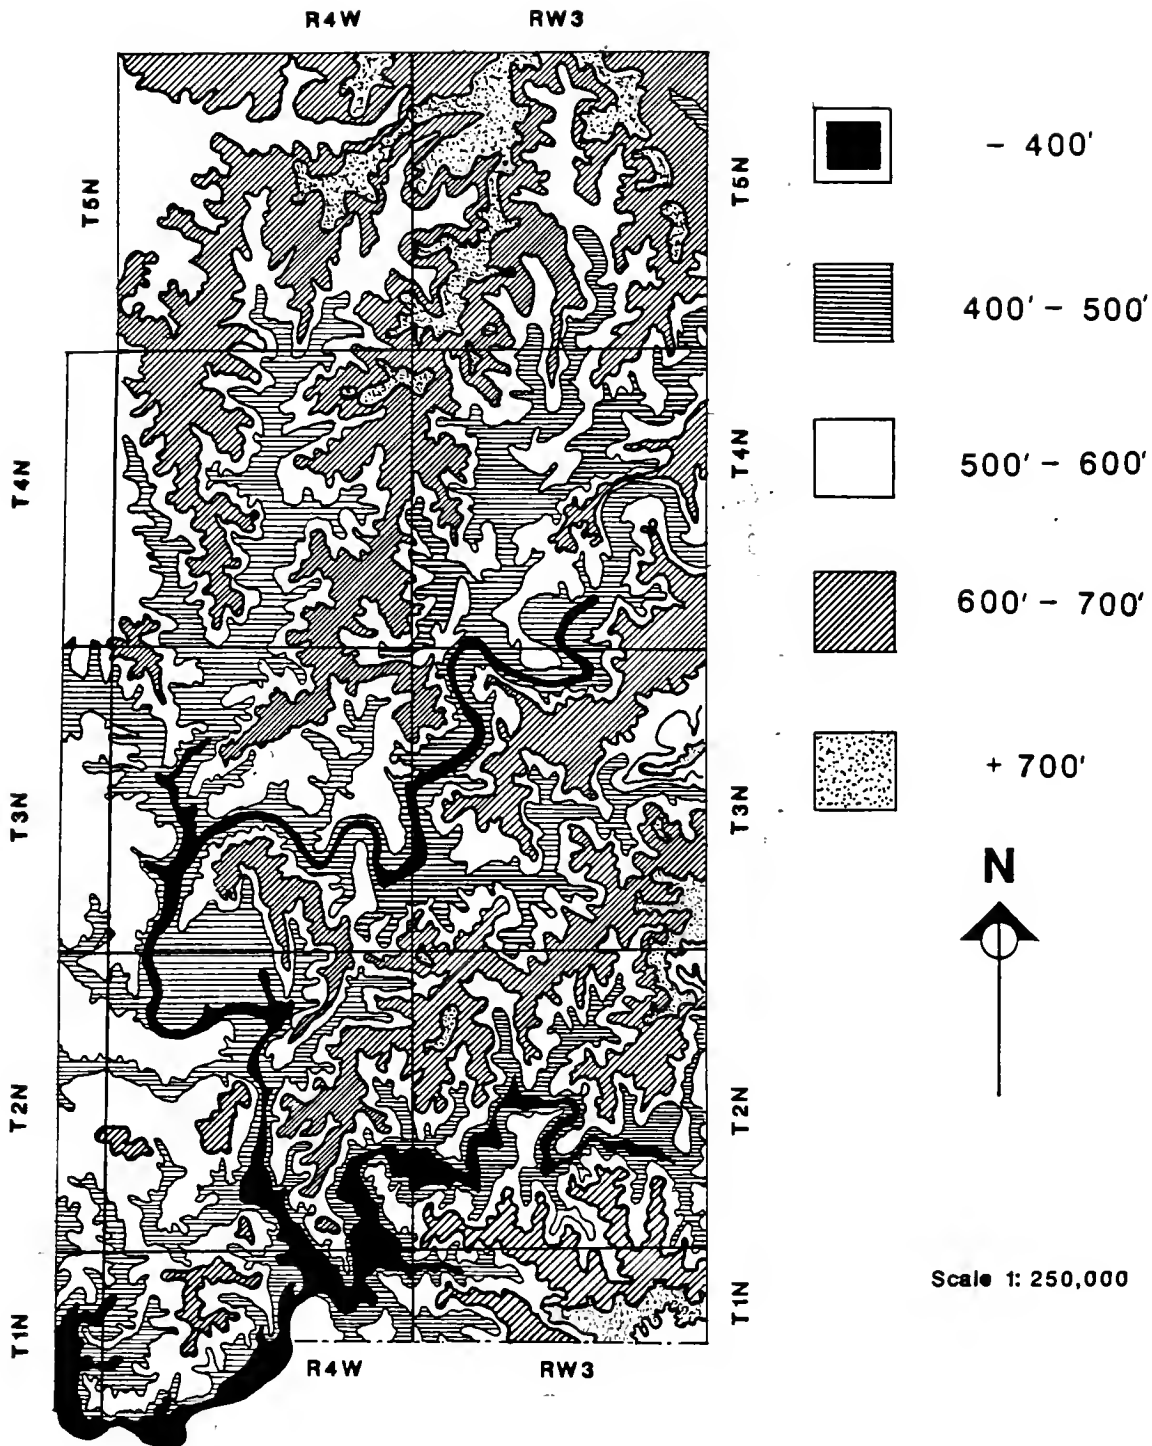 R4W RW3
T5N T5N
- 400'
400' - 500'
T4N T4N
500' - 600'
600' - 700'
+ 700'
T3N T3N
N
T2N T2N
Scale 1: 250,000
T1N T1N
R4W RW3